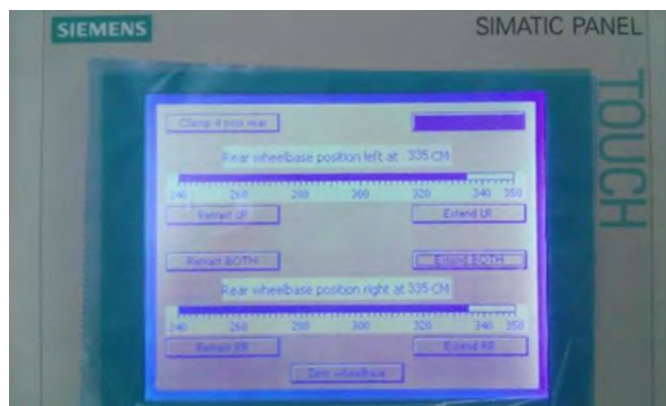 SIEMENS
SIMATIC PANEL
TOUCH
Clamp 4 post rear
Rear wheelbase position left at 335 CM
240 260 280 300 320 340 350
Retract LR
Extend LR
Retract BOTH
Extend BOTH
Rear wheelbase position right at 335 CM
240 260 280 300 320 340 350
Retract RR
Extend RR
Zero wheelbase